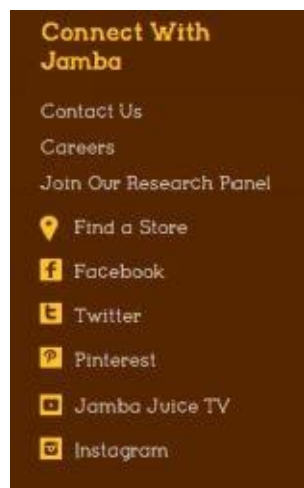 Connect With
Jamba
Contact Us
Careers
Join Our Research Panel
Find a Store
Facebook
Twitter
Pinterest
Jamba Juice TV
Instagram